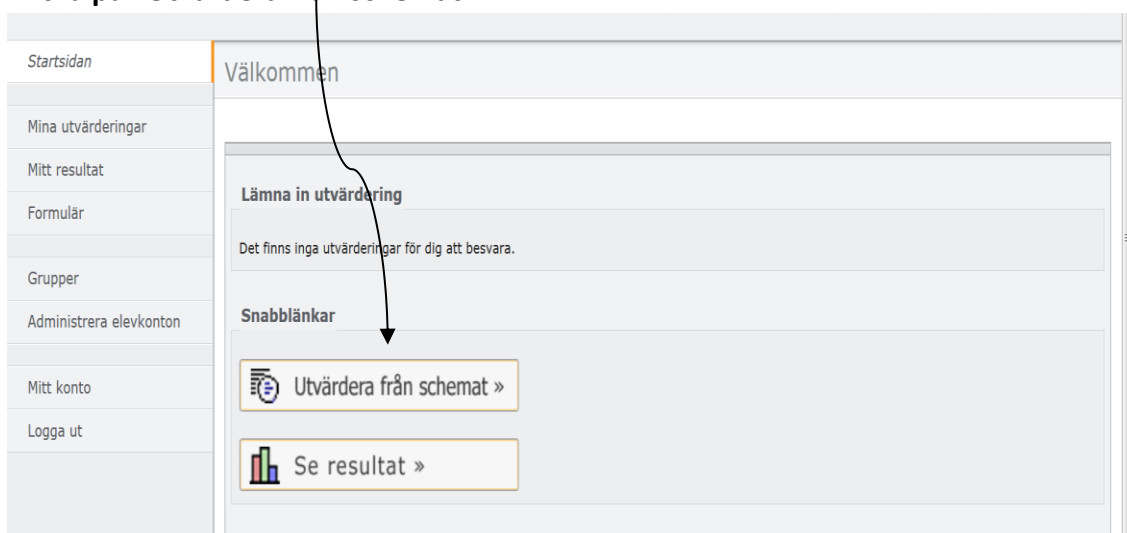 Startsidan
Välkommen
Mina utvärderingar
Mitt resultat
Formulär
Grupper
Administrera elevkonton
Mitt konto
Logga ut
Lämna in utvärdering
Det finns inga utvärderingar för dig att besvara.
Snabblänkar
Utvärdera från schemat »
Se resultat »